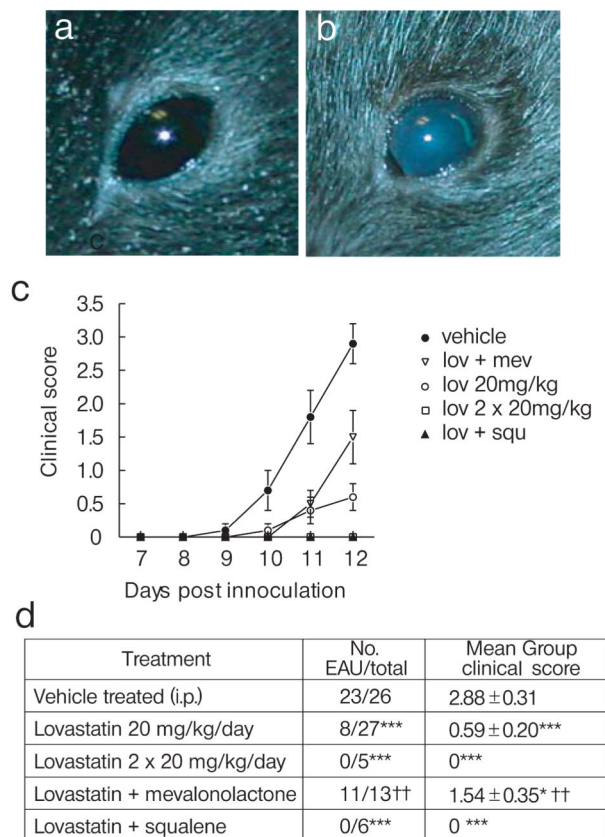 a
b
c
c
Clinical score
3.5
3.0
2.5
2.0
1.5
1.0
0.5
0
7 8 9 10 11 12
Days post innoculation
vehicle
lov + mev
lov 20mg/kg
lov 2 x 20mg/kg
lov + squ
d
Treatment No. EAU/total Mean Group clinical score
Vehicle treated (i.p.) 23/26 2.88 ± 0.31
Lovastatin 20 mg/kg/day 8/27*** 0.59 ± 0.20***
Lovastatin 2 x 20 mg/kg/day 0/5*** 0***
Lovastatin + mevalonolactone 11/13†† 1.54 ± 0.35* ††
Lovastatin + squalene 0/6*** 0 ***